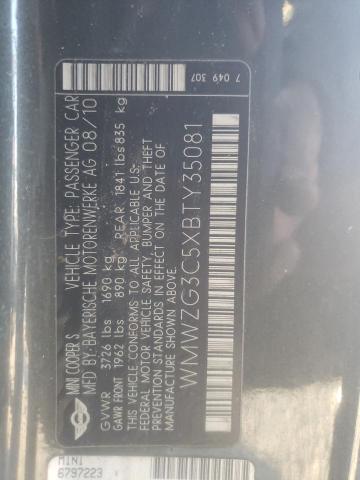 MINI COOPER S VEHICLE TYPE: PASSENGER CAR
MFD BY:BAYERISCHE MOTORENWERKE AG 08/10
GVWR 3726 lbs 1690 kg
GAWR FRONT 1962 lbs 890 kg REAR 1841 lbs 835 kg
THIS VEHICLE CONFORMS TO ALL APPLICABLE U.S.
FEDERAL MOTOR VEHICLE SAFETY, BUMPER AND THEFT
PREVENTION STANDARDS IN EFFECT ON THE DATE OF
MANUFACTURE SHOWN ABOVE.
WMWZG3C5XBTY35081
7 049 307
MINI
6797223